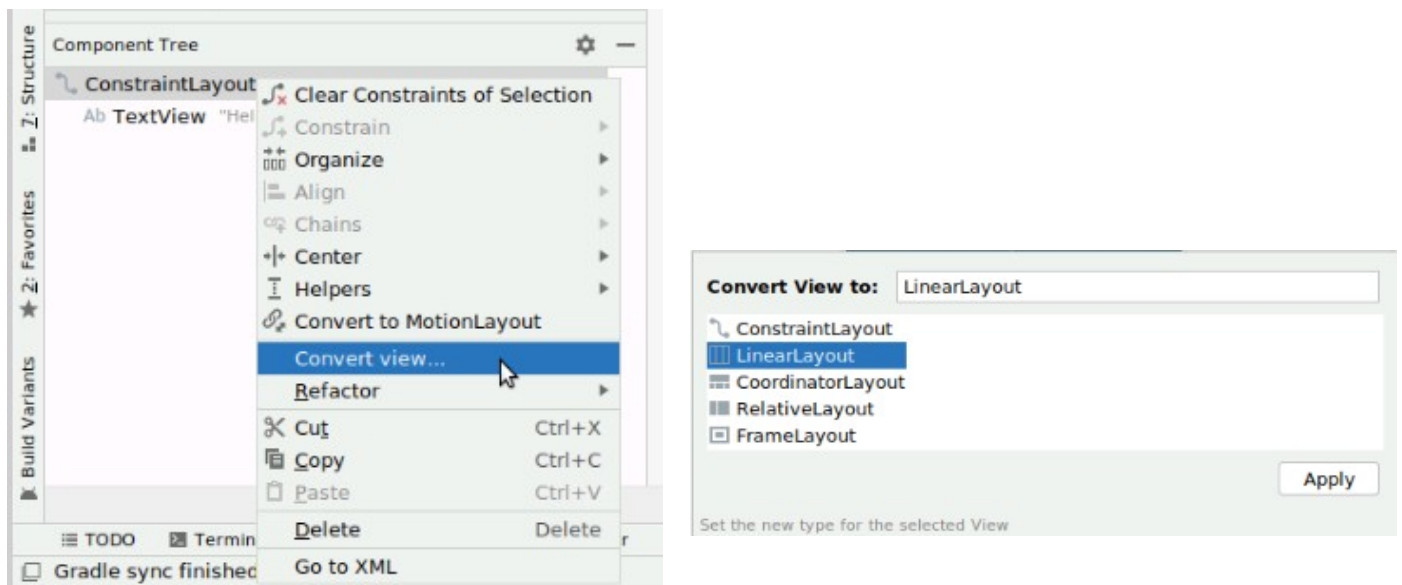 Component Tree
ConstraintLayout
Ab TextView "Hel
Clear Constraints of Selection
Constrain
Organize
Align
Chains
Center
Helpers
Convert to MotionLayout
Convert view...
Refactor
Cut Ctrl+X
Copy Ctrl+C
Paste Ctrl+V
Delete Delete
Go to XML
7: Structure
2: Favorites
Build Variants
TODO Termin r
Gradle sync finished
Convert View to: LinearLayout
ConstraintLayout
LinearLayout
CoordinatorLayout
RelativeLayout
FrameLayout
Apply
Set the new type for the selected View